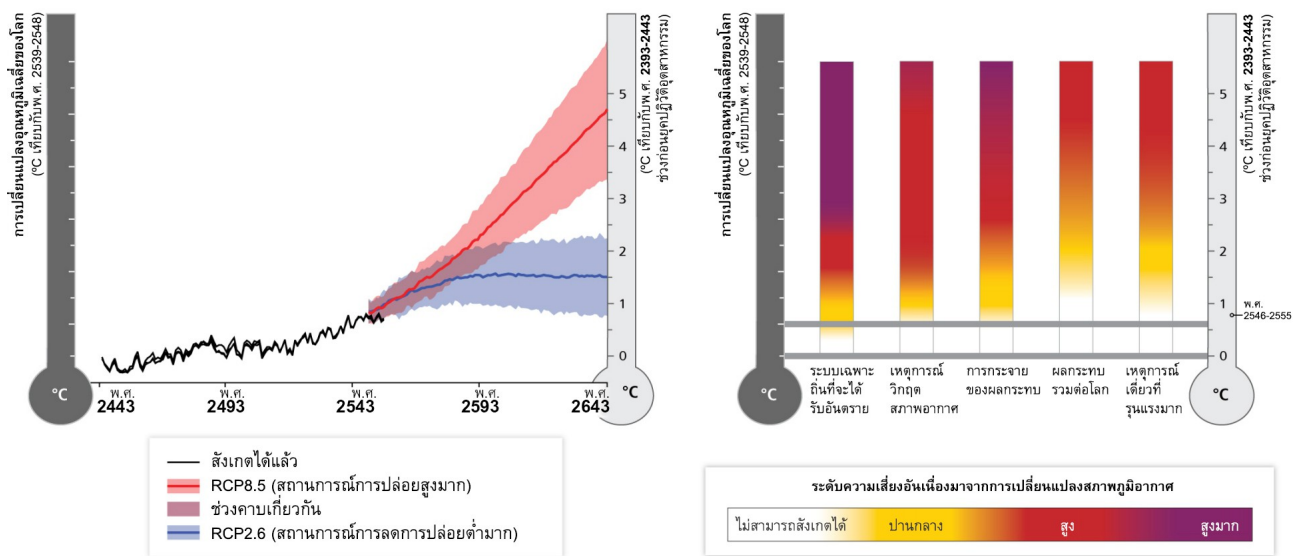 การเปลี่ยนแปลงอุณหภูมิเฉลี่ยของโลก
(ºC เทียบกับพ.ศ. 2539-2548)
(ºC เทียบกับพ.ศ. 2393-2443
ช่วงก่อนยุคปฏิวัติอุตสาหกรรม)
5
4
3
2
1
0
ºC
ºC
พ.ศ.
2443
พ.ศ.
2493
พ.ศ.
2543
พ.ศ.
2593
พ.ศ.
2643
สังเกตได้แล้ว
RCP8.5 (สถานการณ์การปล่อยสูงมาก)
ช่วงคาบเกี่ยวกัน
RCP2.6 (สถานการณ์การลดการปล่อยต่ำมาก)
การเปลี่ยนแปลงอุณหภูมิเฉลี่ยของโลก
(ºC เทียบกับพ.ศ. 2539-2548)
(ºC เทียบกับพ.ศ. 2393-2443
ช่วงก่อนยุคปฏิวัติอุตสาหกรรม)
5
4
3
2
1
0
พ.ศ.
2546-2555
ºC
ºC
ระบบเฉพาะ
ถิ่นที่จะได้
รับอันตราย
เหตุการณ์
วิกฤต
สภาพอากาศ
การกระจาย
ของผลกระทบ
ผลกระทบ
รวมต่อโลก
เหตุการณ์
เดี่ยวที่
รุนแรงมาก
ระดับความเสี่ยงอันเนื่องมาจากการเปลี่ยนแปลงสภาพภูมิอากาศ
ไม่สามารถสังเกตได้ ปานกลาง สูง สูงมาก